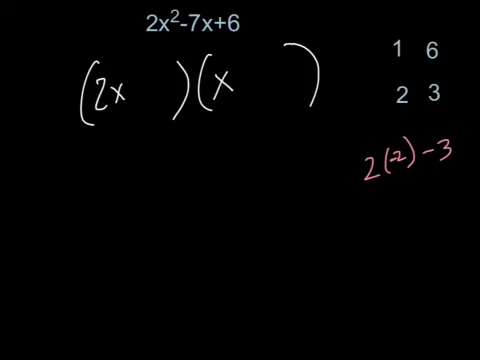 2x²-7x+6
(2x )(x )
1 6
2 3
2(-2) -3